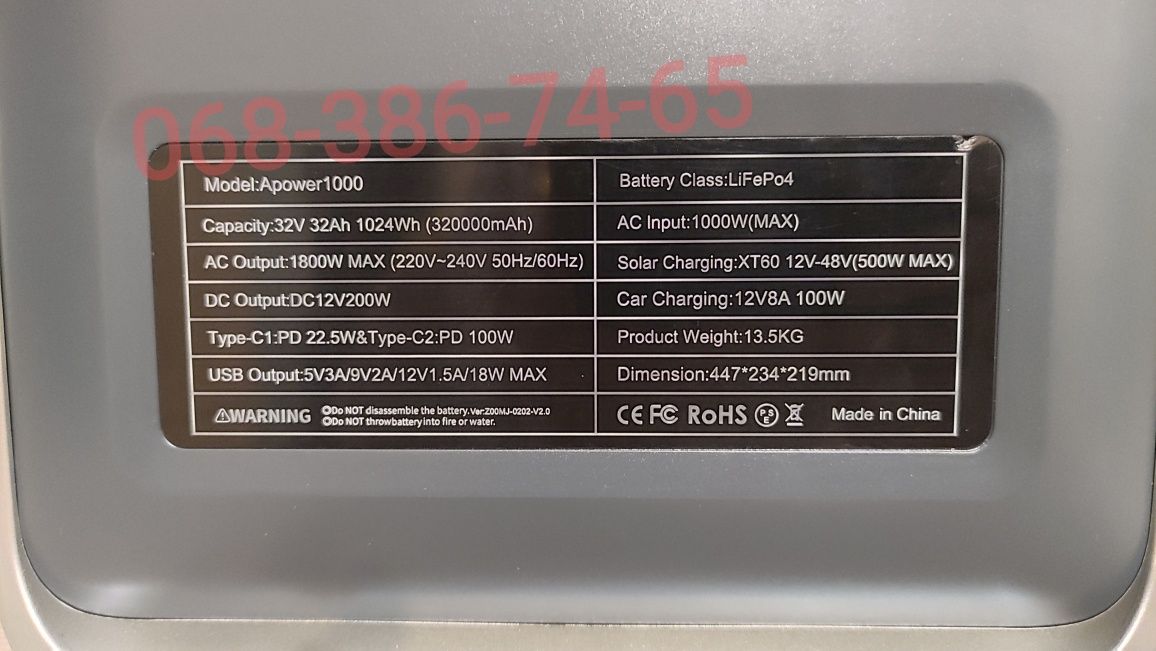 068-386-74-65
Model:Apower1000
Battery Class:LiFePo4
Capacity:32V 32Ah 1024Wh (320000mAh)
AC Input:1000W(MAX)
AC Output:1800W MAX (220V~240V 50Hz/60Hz)
Solar Charging:XT60 12V-48V(500W MAX)
DC Output:DC12V200W
Car Charging:12V8A 100W
Type-C1:PD 22.5W&Type-C2:PD 100W
Product Weight:13.5KG
USB Output:5V3A/9V2A/12V1.5A/18W MAX
Dimension:447*234*219mm
⚠WARNING
Do NOT disassemble the battery. Ver:Z00MJ-0202-V2.0
Do NOT throwbattery into fire or water.
CE FC RoHS PSE Made in China